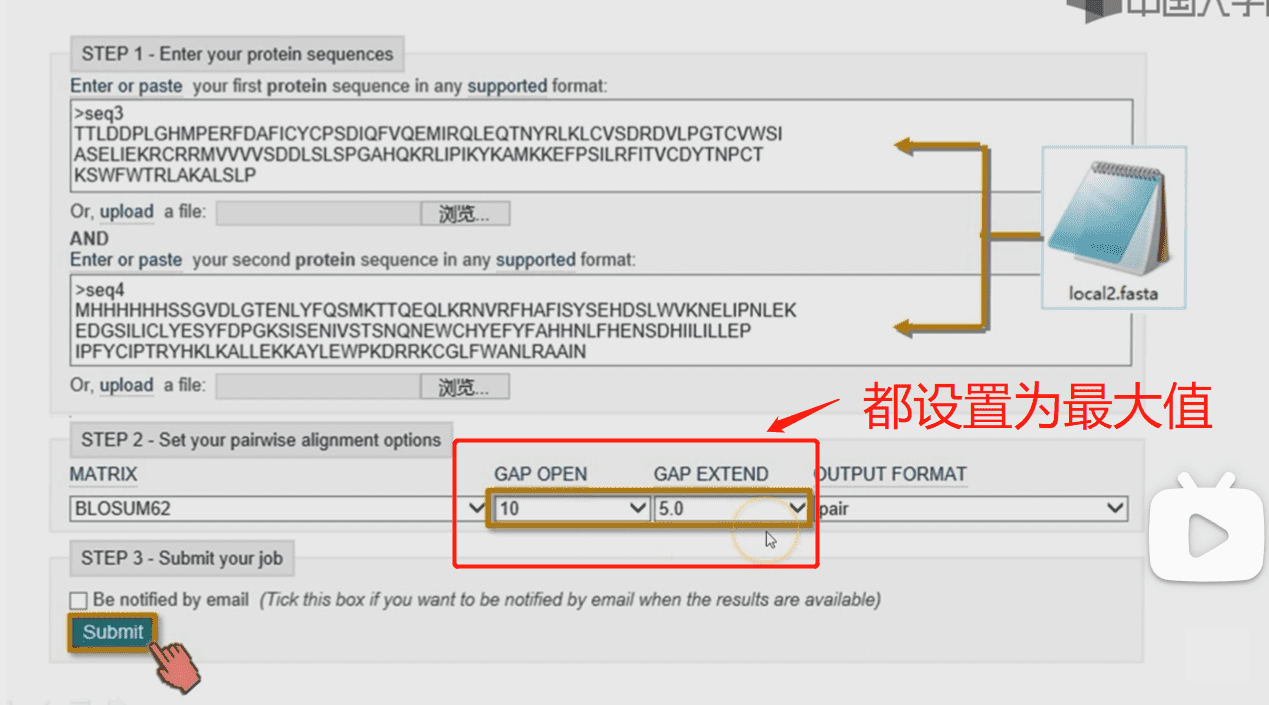 中国大学
STEP 1 - Enter your protein sequences
Enter or paste your first protein sequence in any supported format:
>seq3
TTLDDPLGHMPERFDAFICYCPSDIQFVQEMIRQLEQTNYRLKLCVSDRDVLPGTCVWSI
ASELIEKRCRRMVVVVSDDLSLSPGAHQKRLIPIKYKAMKKEFPSILRFITVCDYTNPCT
KSWFWTRLAKALSLP
Or, upload a file: 浏览...
AND
Enter or paste your second protein sequence in any supported format:
>seq4
MHHHHHHSSGVDLGTENLYFQSMKTTQEQLKRNVRFHAFISYSEHDSLWVKNELIPNLEK
EDGSILICLYESYFDPGKSISENIVSTSNQNEWCHYEFYFAHHNLFHENSDHIILILLEP
IPFYCIPTRYHKLKALLEKKAYLEWPKDRRKCGLFWANLRAAIN
local2.fasta
Or, upload a file: 浏览...
都设置为最大值
STEP 2 - Set your pairwise alignment options
MATRIX GAP OPEN GAP EXTEND OUTPUT FORMAT
BLOSUM62 10 5.0 pair
STEP 3 - Submit your job
Be notified by email (Tick this box if you want to be notified by email when the results are available)
Submit